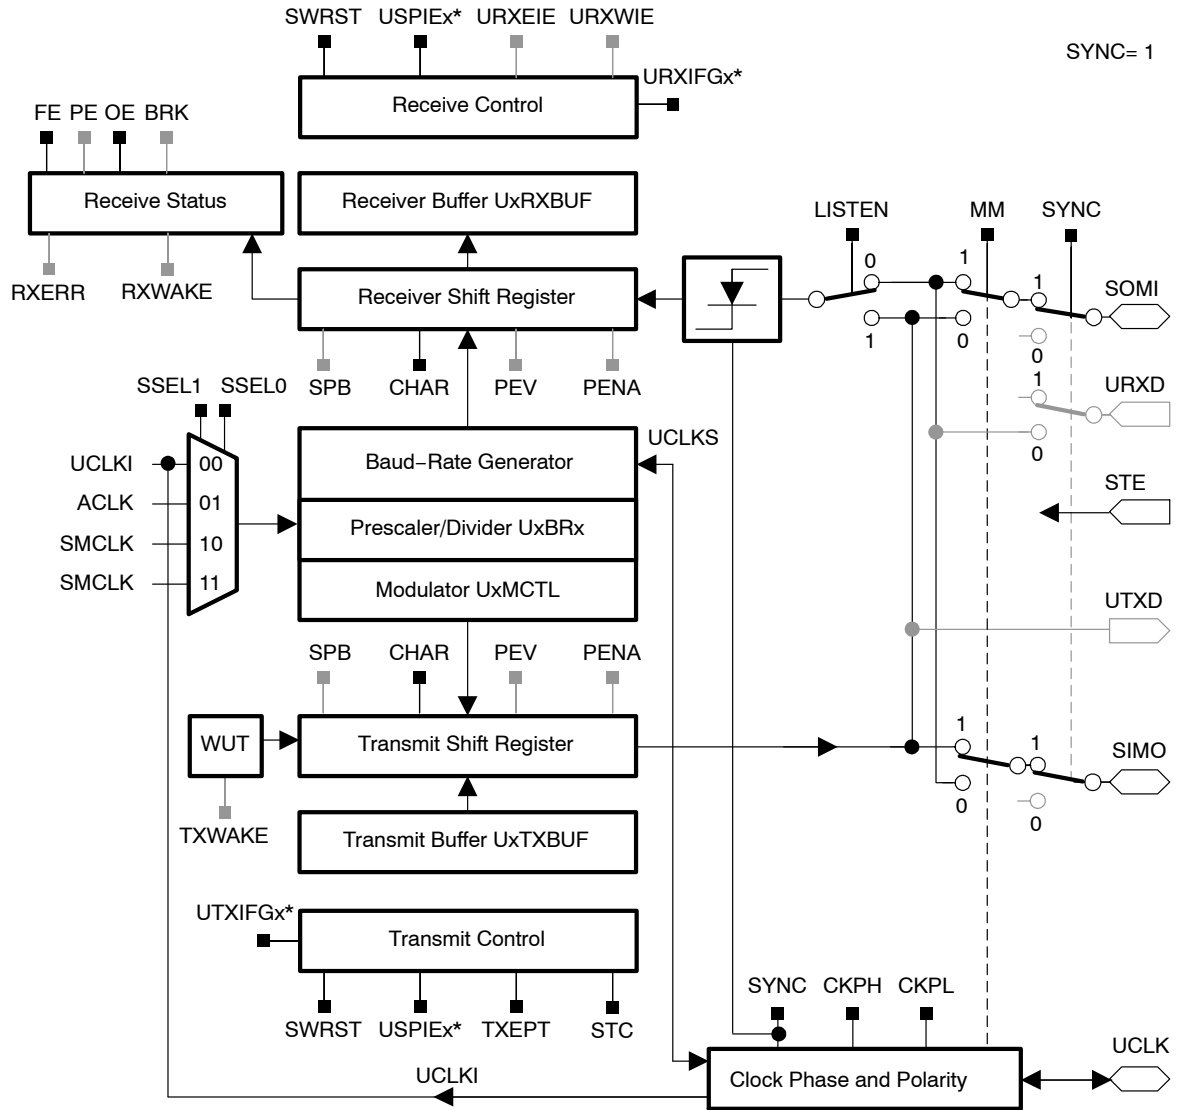 SWRST USPIEx* URXEIE URXWIE
SYNC= 1
Receive Control
URXIFGx*
FE PE OE BRK
Receive Status
RXERR RXWAKE
Receiver Buffer UxRXBUF
Receiver Shift Register
SPB CHAR PEV PENA
LISTEN MM SYNC
0 1 1
SOMI
1 0 0
1
URXD
0
STE
UTXD
SSEL1 SSEL0
UCLKI 00
ACLK 01
SMCLK 10
SMCLK 11
UCLKS
Baud−Rate Generator
Prescaler/Divider UxBRx
Modulator UxMCTL
SPB CHAR PEV PENA
WUT
Transmit Shift Register
TXWAKE
Transmit Buffer UxTXBUF
1 1
SIMO
0 0
UTXIFGx*
Transmit Control
SWRST USPIEx* TXEPT STC
SYNC CKPH CKPL
UCLK
Clock Phase and Polarity
UCLKI